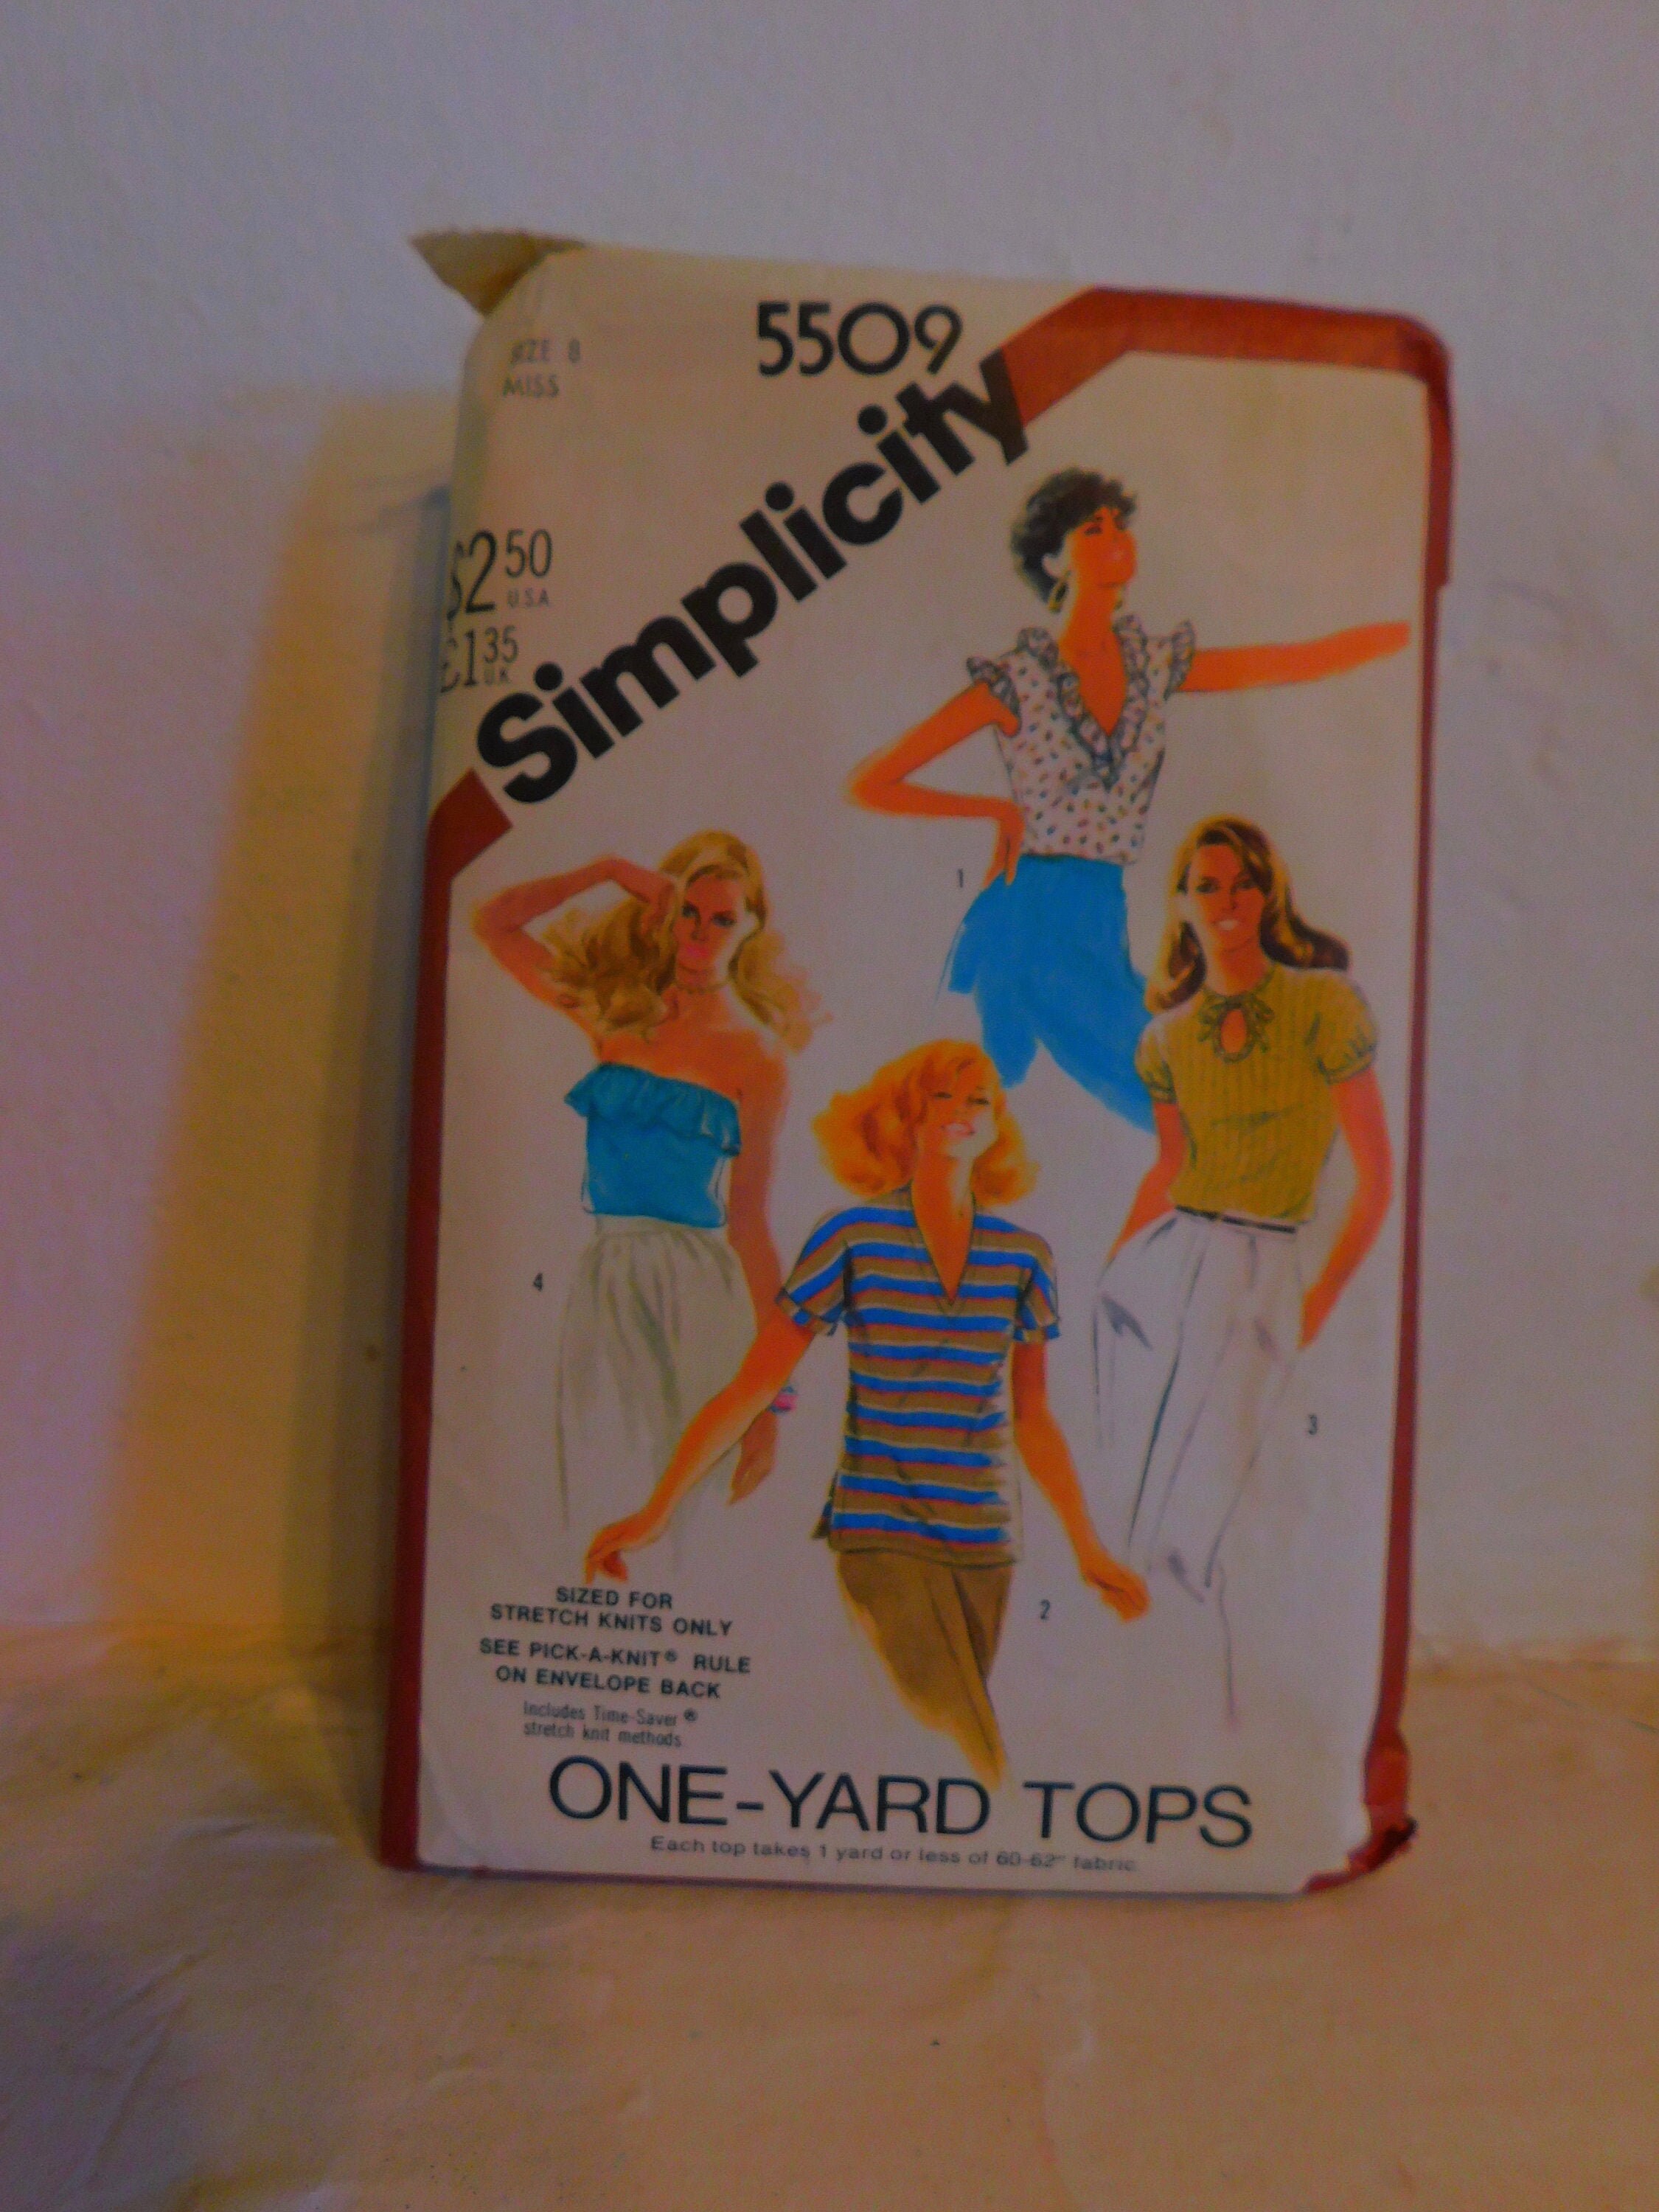 5509
SIZE 8
MISS
Simplicity
$2 50
U.S.A.
£1 35
U.K.
1
4
3
2
SIZED FOR
STRETCH KNITS ONLY
SEE PICK-A-KNIT® RULE
ON ENVELOPE BACK
Includes Time-Saver®
stretch knit methods
ONE-YARD TOPS
Each top takes 1 yard or less of 60-62" fabric